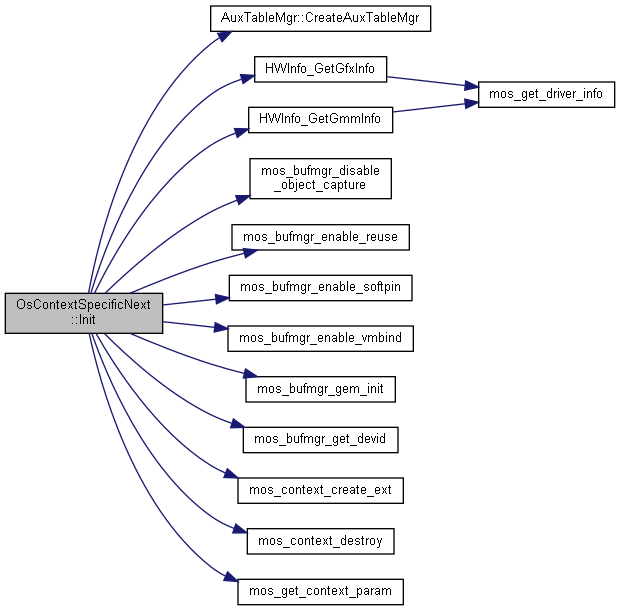 AuxTableMgr::CreateAuxTableMgr
HWInfo_GetGfxInfo
mos_get_driver_info
HWInfo_GetGmmInfo
mos_bufmgr_disable
_object_capture
mos_bufmgr_enable_reuse
mos_bufmgr_enable_softpin
OsContextSpecificNext
::Init
mos_bufmgr_enable_vmbind
mos_bufmgr_gem_init
mos_bufmgr_get_devid
mos_context_create_ext
mos_context_destroy
mos_get_context_param